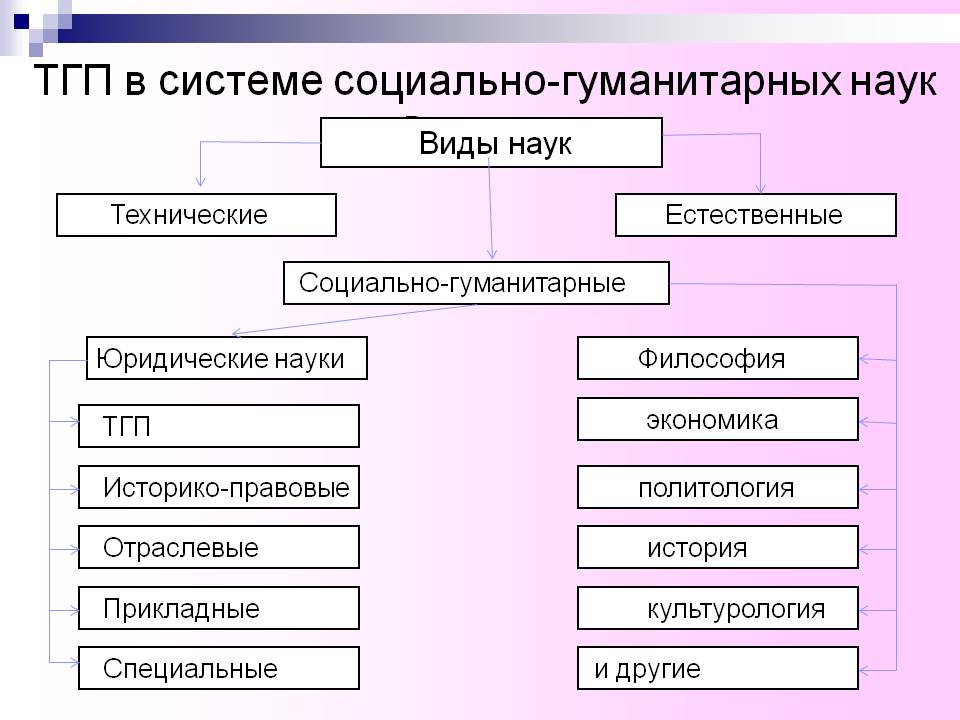 ТГП в системе социально-гуманитарных наук
Виды наук
Технические
Естественные
Социально-гуманитарные
Юридические науки
ТГП
Историко-правовые
Отраслевые
Прикладные
Специальные
Философия
экономика
политология
история
культурология
и другие